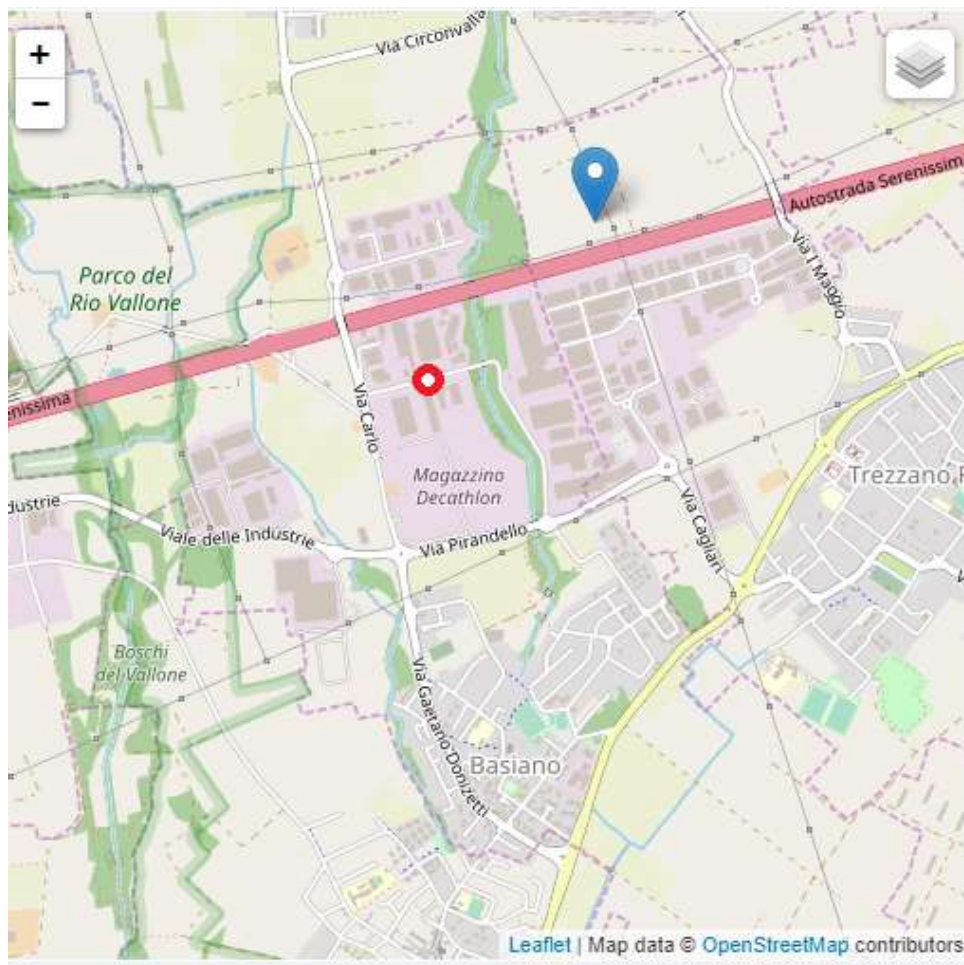 +
−
Via Circonvalla
Autostrada Serenissim
Parco del
Rio Vallone
Via I Maggio
enissima
Via Cario
Magazzino
Decathlon
Trezzano R
dustrie
Viale delle Industrie
Via Pirandello
Via Cagliari
Boschi
del Vallone
Via Gaetano Donizetti
Basiano
Leaflet | Map data © OpenStreetMap contributors